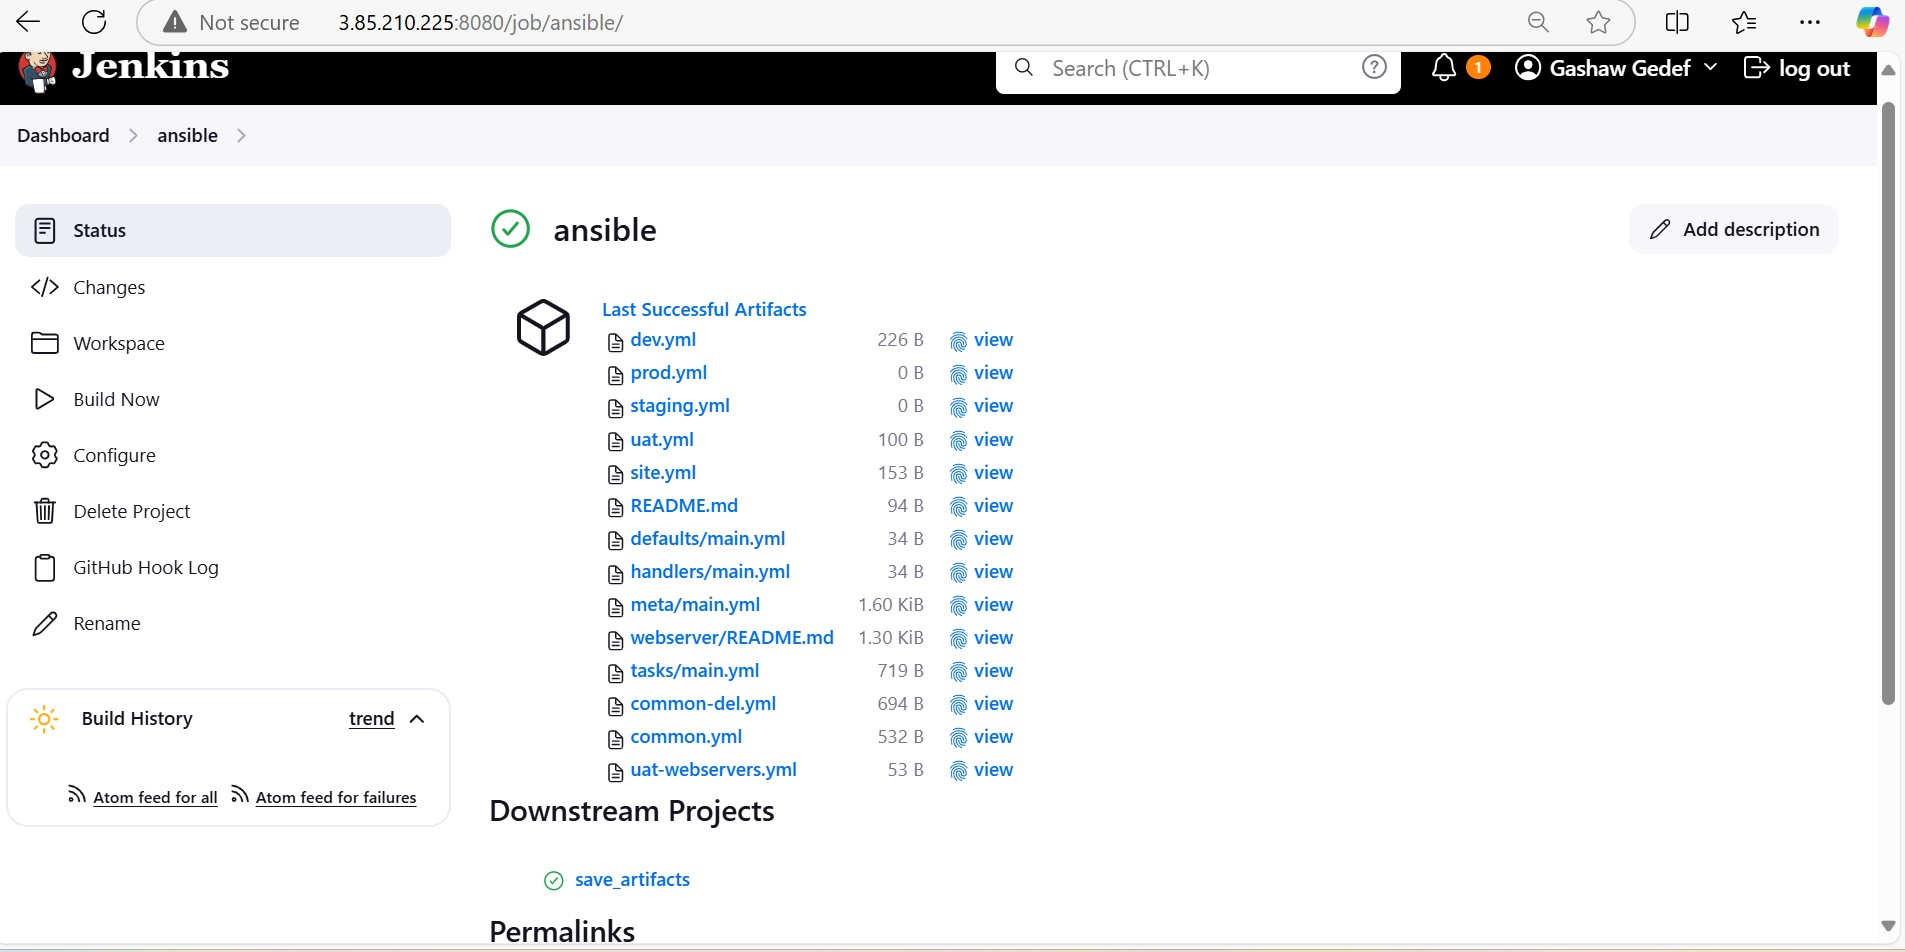 Not secure 3.85.210.225:8080/job/ansible/
Jenkins
Search (CTRL+K)
1
Gashaw Gedef
log out
Dashboard > ansible >
Status
Changes
Workspace
Build Now
Configure
Delete Project
GitHub Hook Log
Rename
Build History trend
Atom feed for all Atom feed for failures
ansible
Add description
Last Successful Artifacts
dev.yml 226 B view
prod.yml 0 B view
staging.yml 0 B view
uat.yml 100 B view
site.yml 153 B view
README.md 94 B view
defaults/main.yml 34 B view
handlers/main.yml 34 B view
meta/main.yml 1.60 KiB view
webserver/README.md 1.30 KiB view
tasks/main.yml 719 B view
common-del.yml 694 B view
common.yml 532 B view
uat-webservers.yml 53 B view
Downstream Projects
save_artifacts
Permalinks